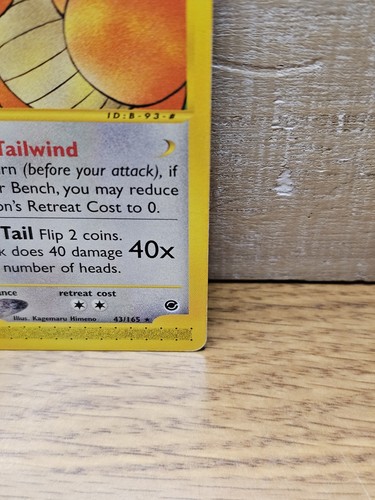 ID:B-93-#
Tailwind
rn (before your attack), if
r Bench, you may reduce
on's Retreat Cost to 0.
Tail Flip 2 coins.
k does 40 damage 40x
number of heads.
nce retreat cost
Illus. Kagemaru Himeno 43/165 ★